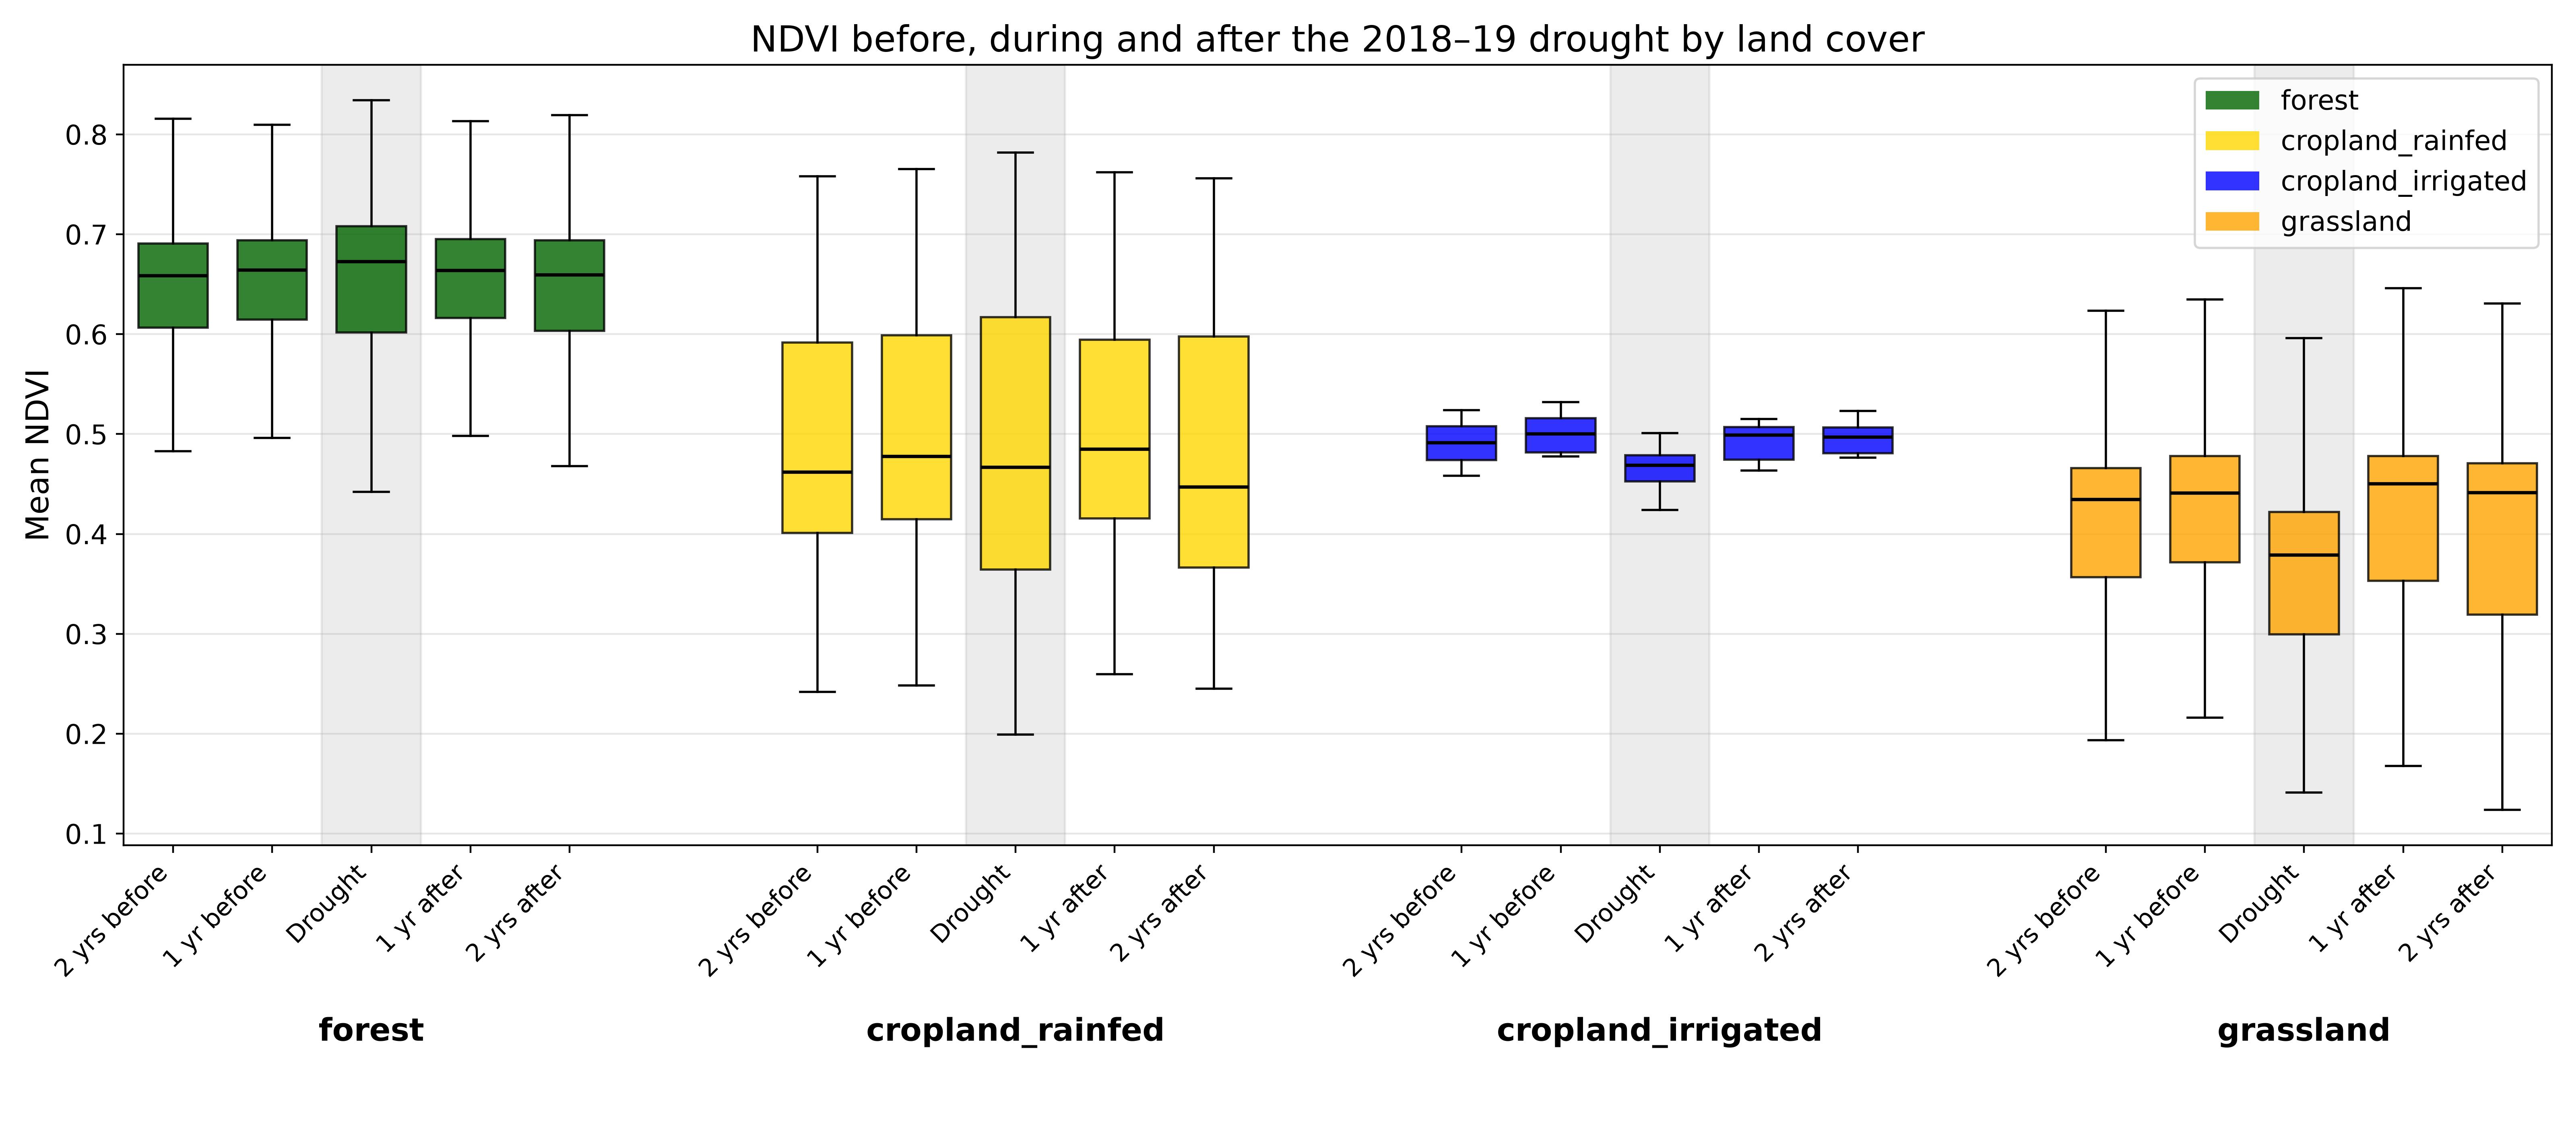 NDVI before, during and after the 2018–19 drought by land cover
forest
cropland_rainfed
cropland_irrigated
grassland
Mean NDVI
0.8
0.7
0.6
0.5
0.4
0.3
0.2
0.1
2 yrs before
1 yr before
Drought
1 yr after
2 yrs after
2 yrs before
1 yr before
Drought
1 yr after
2 yrs after
2 yrs before
1 yr before
Drought
1 yr after
2 yrs after
2 yrs before
1 yr before
Drought
1 yr after
2 yrs after
forest
cropland_rainfed
cropland_irrigated
grassland